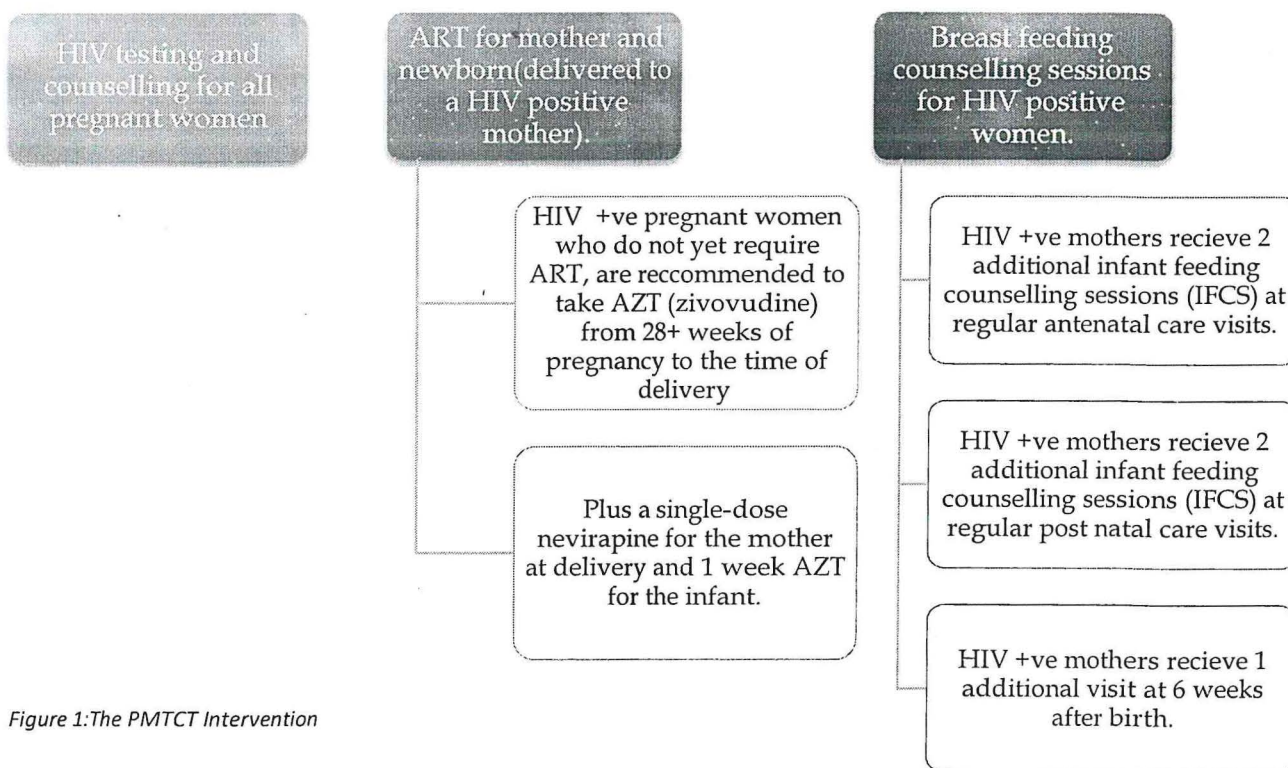 HIV testing and
counselling for all
pregnant women
ART for mother and
newborn(delivered to
a HIV positive
mother).
HIV +ve pregnant women
who do not yet require
ART, are reccommended to
take AZT (zivovudine)
from 28+ weeks of
pregnancy to the time of
delivery
Plus a single-dose
nevirapine for the mother
at delivery and 1 week AZT
for the infant.
Breast feeding
counselling sessions
for HIV positive
women.
HIV +ve mothers recieve 2
additional infant feeding
counselling sessions (IFCS) at
regular antenatal care visits.
HIV +ve mothers recieve 2
additional infant feeding
counselling sessions (IFCS) at
regular post natal care visits.
HIV +ve mothers recieve 1
additional visit at 6 weeks
after birth.
Figure 1:The PMTCT Intervention